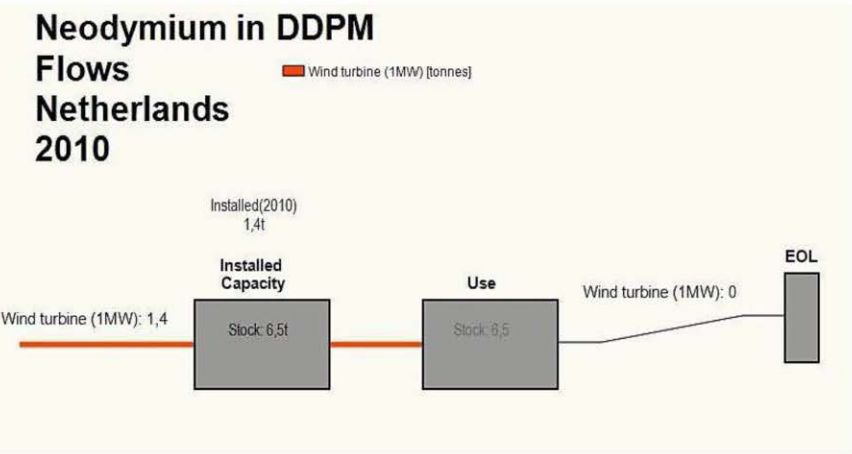 Neodymium in DDPM
Flows
Netherlands
2010
Wind turbine (1MW) [tonnes]
Installed(2010)
1,4t
Installed
Capacity
Use
EOL
Wind turbine (1MW): 1,4
Wind turbine (1MW): 0
Stock: 6,5t
Stock: 6,5